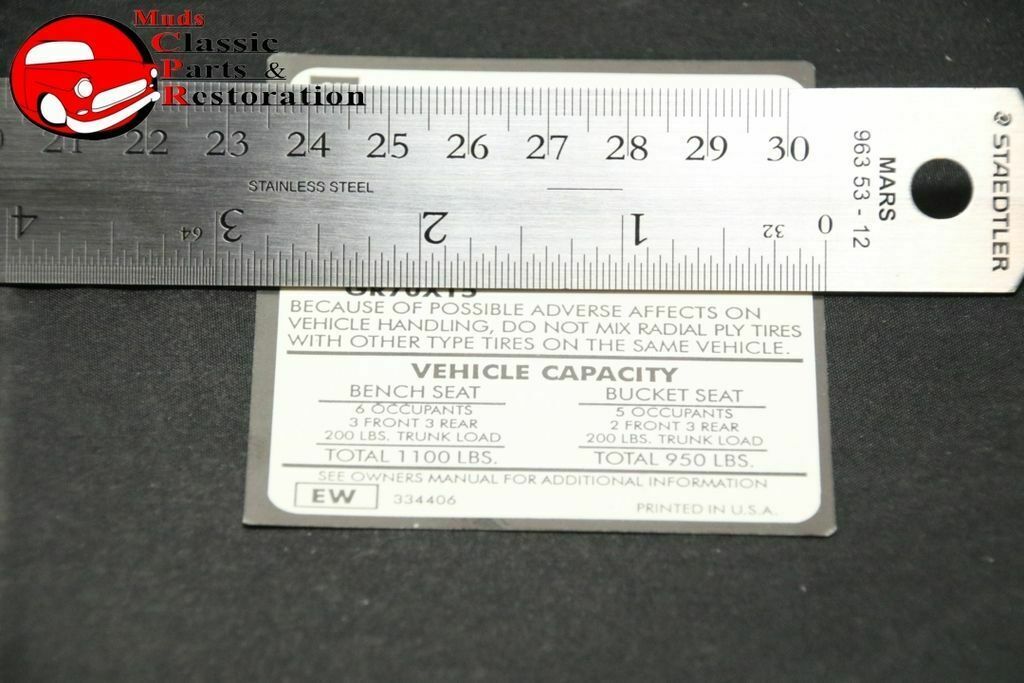 Muds
Classic
Parts &
Restoration
21 22 23 24 25 26 27 28 29 30
STAINLESS STEEL
4 64 3 2 1 32 0
MARS
963 53 - 12
STAEDTLER
GR70X15
BECAUSE OF POSSIBLE ADVERSE AFFECTS ON
VEHICLE HANDLING, DO NOT MIX RADIAL PLY TIRES
WITH OTHER TYPE TIRES ON THE SAME VEHICLE.
VEHICLE CAPACITY
BENCH SEAT BUCKET SEAT
6 OCCUPANTS 5 OCCUPANTS
3 FRONT 3 REAR 2 FRONT 3 REAR
200 LBS. TRUNK LOAD 200 LBS. TRUNK LOAD
TOTAL 1100 LBS. TOTAL 950 LBS.
SEE OWNERS MANUAL FOR ADDITIONAL INFORMATION
EW 334406 PRINTED IN U.S.A.